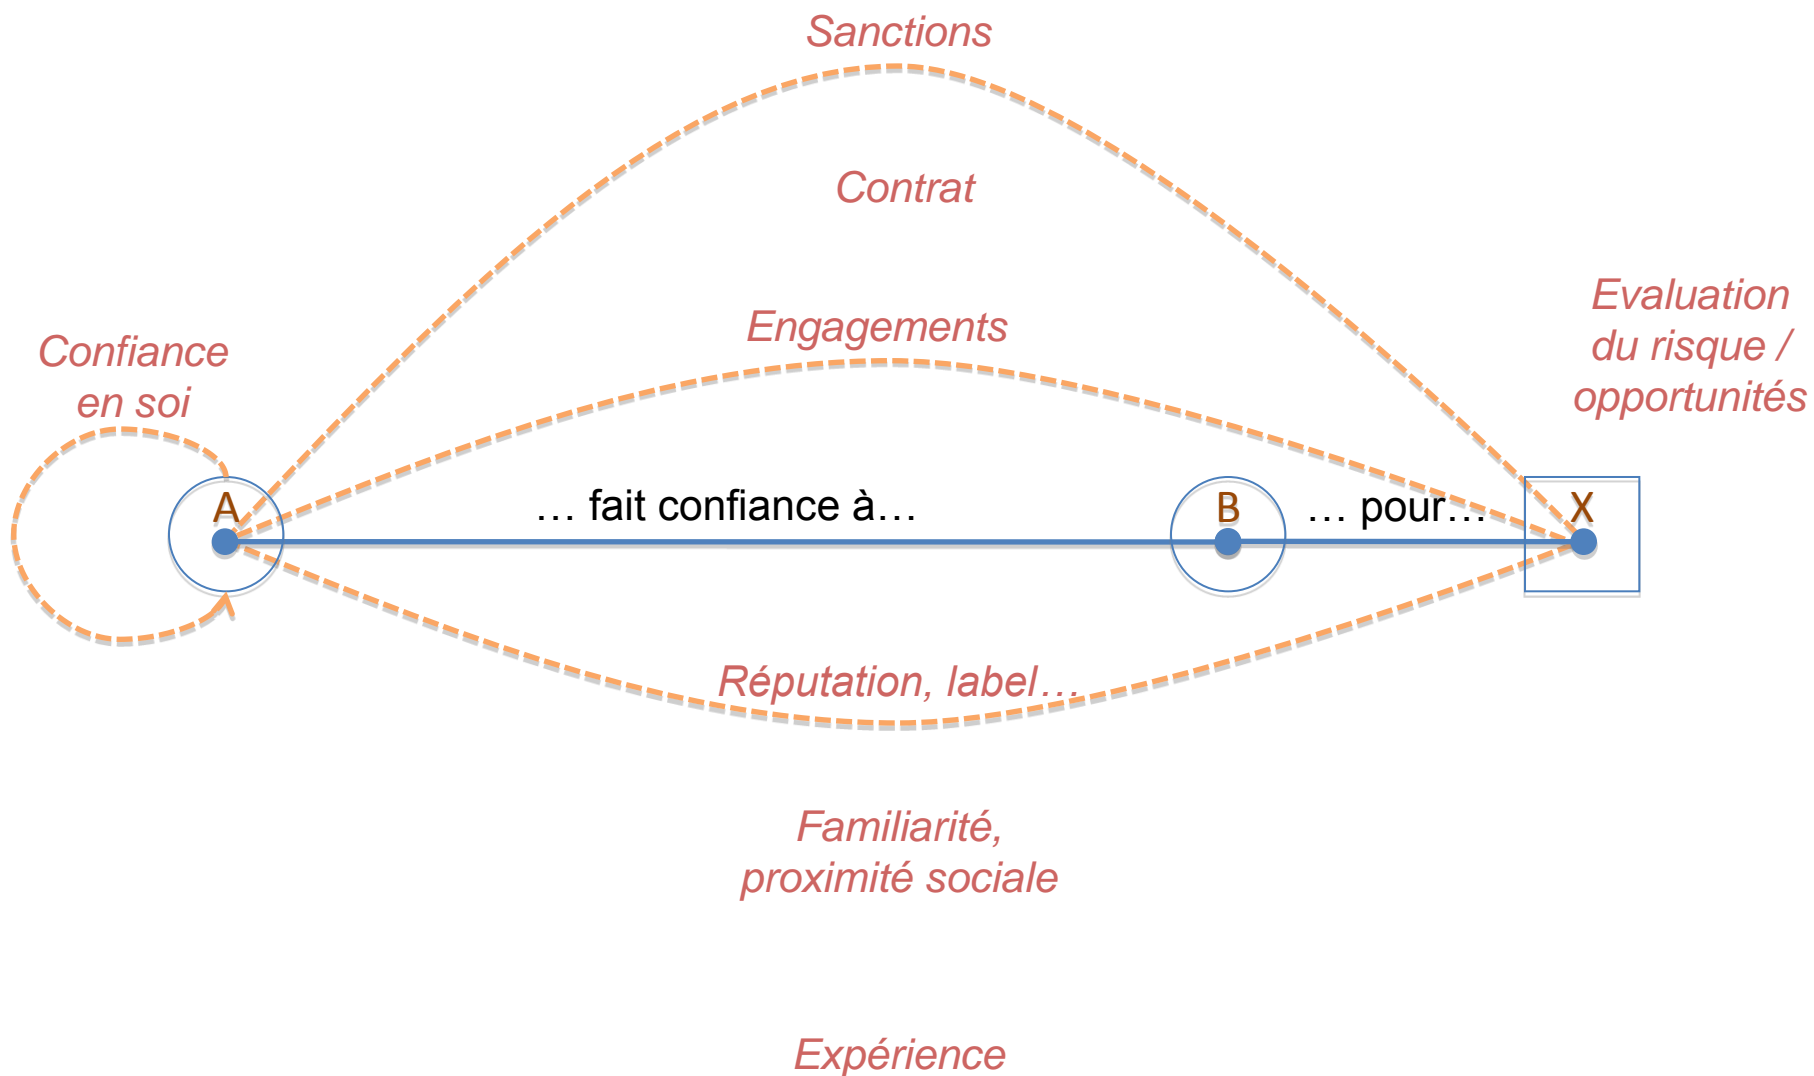 Sanctions
Contrat
Evaluation
du risque /
opportunités
Engagements
Confiance
en soi
A
… fait confiance à…
B
… pour…
X
Réputation, label…
Familiarité,
proximité sociale
Expérience